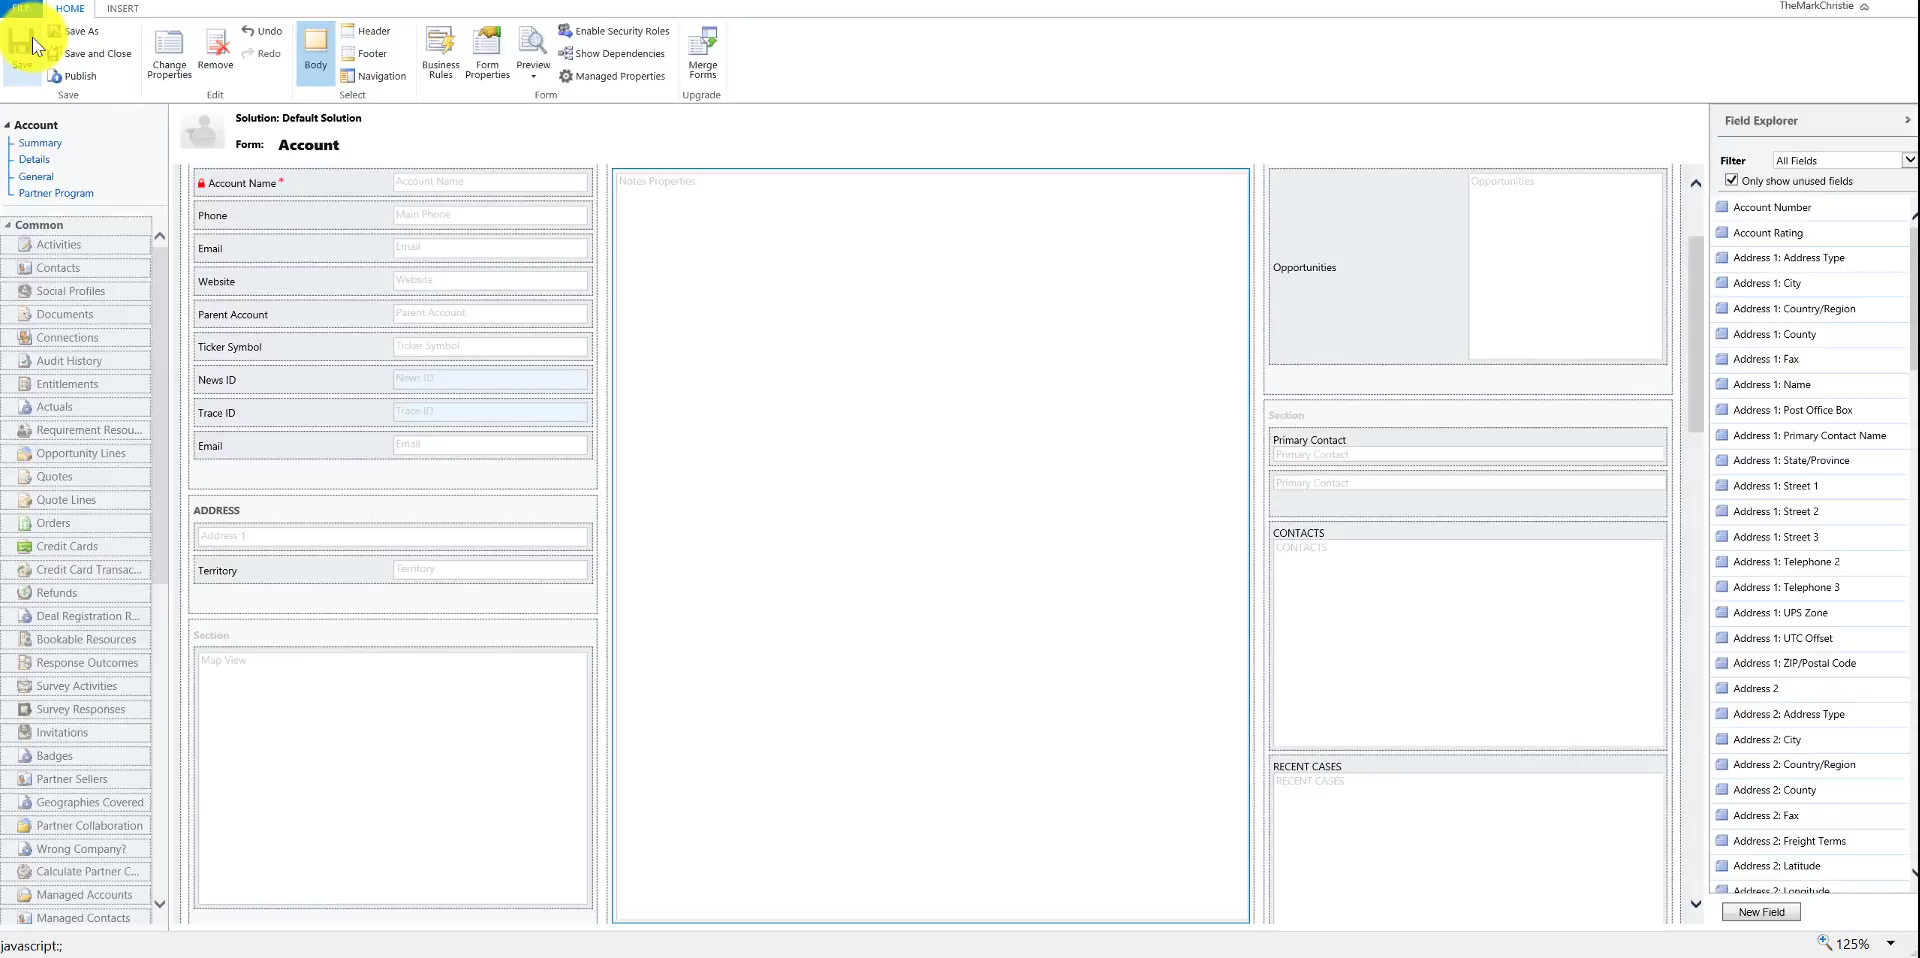 FILE
HOME
INSERT
TheMarkChristie
Save
Save As
Save and Close
Publish
Save
Change
Properties
Remove
Undo
Redo
Edit
Body
Header
Footer
Navigation
Select
Business
Rules
Form
Properties
Preview
Enable Security Roles
Show Dependencies
Managed Properties
Form
Merge
Forms
Upgrade
Account
Summary
Details
General
Partner Program
Common
Activities
Contacts
Social Profiles
Documents
Connections
Audit History
Entitlements
Actuals
Requirement Resou...
Opportunity Lines
Quotes
Quote Lines
Orders
Credit Cards
Credit Card Transac...
Refunds
Deal Registration R...
Bookable Resources
Response Outcomes
Survey Activities
Survey Responses
Invitations
Badges
Partner Sellers
Geographies Covered
Partner Collaboration
Wrong Company?
Calculate Partner C...
Managed Accounts
Managed Contacts
Solution: Default Solution
Form: Account
Account Name * Account Name
Phone Main Phone
Email Email
Website Website
Parent Account Parent Account
Ticker Symbol Ticker Symbol
News ID News ID
Trace ID Trace ID
Email Email
ADDRESS
Address 1
Territory Territory
Section
Map View
Notes Properties
Opportunities Opportunities
Section
Primary Contact
Primary Contact
Primary Contact
CONTACTS
CONTACTS
RECENT CASES
RECENT CASES
Field Explorer
Filter All Fields
Only show unused fields
Account Number
Account Rating
Address 1: Address Type
Address 1: City
Address 1: Country/Region
Address 1: County
Address 1: Fax
Address 1: Name
Address 1: Post Office Box
Address 1: Primary Contact Name
Address 1: State/Province
Address 1: Street 1
Address 1: Street 2
Address 1: Street 3
Address 1: Telephone 2
Address 1: Telephone 3
Address 1: UPS Zone
Address 1: UTC Offset
Address 1: ZIP/Postal Code
Address 2
Address 2: Address Type
Address 2: City
Address 2: Country/Region
Address 2: County
Address 2: Fax
Address 2: Freight Terms
Address 2: Latitude
Address 2: Longitude
New Field
javascript:;
125%